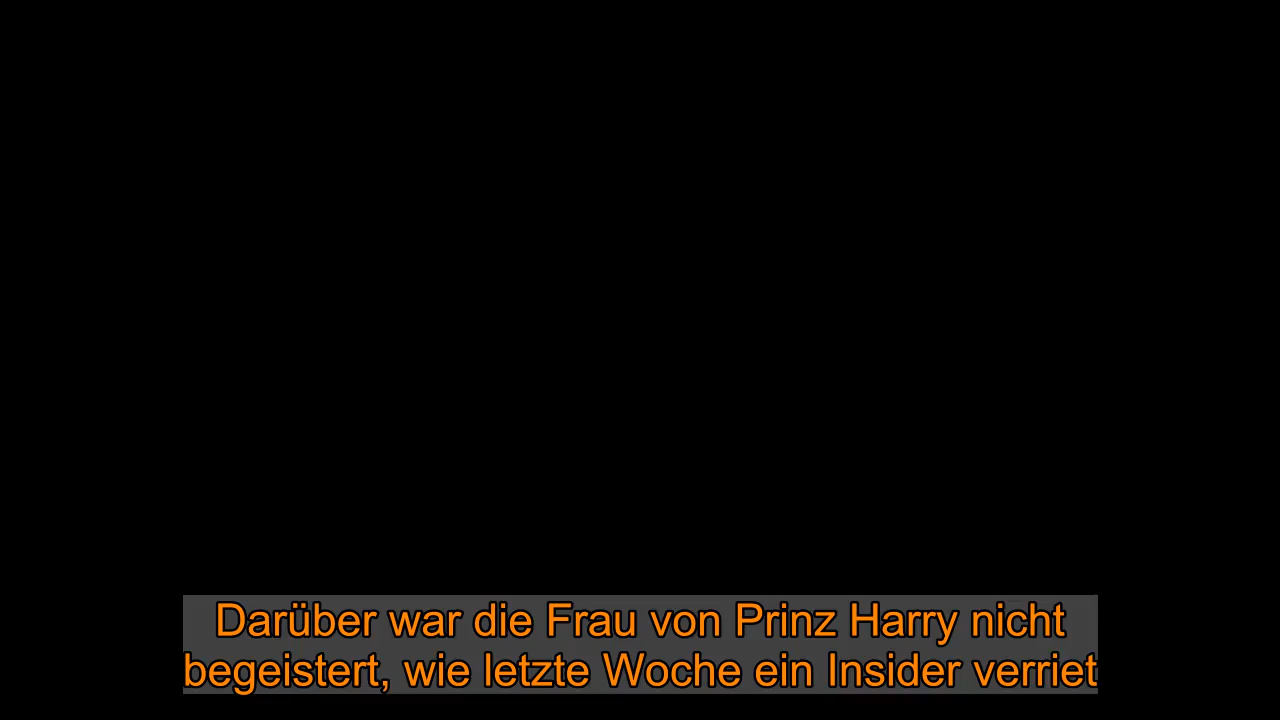 Darüber war die Frau von Prinz Harry nicht
begeistert, wie letzte Woche ein Insider verriet